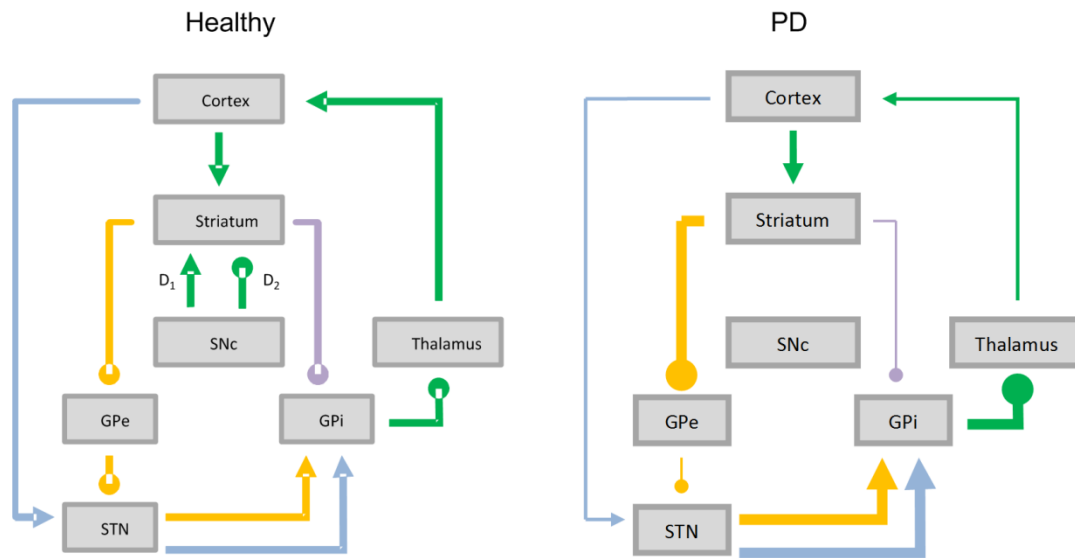 Healthy
Cortex
Striatum
D₁
D₂
SNc
Thalamus
GPe
GPi
STN
PD
Cortex
Striatum
SNc
Thalamus
GPe
GPi
STN